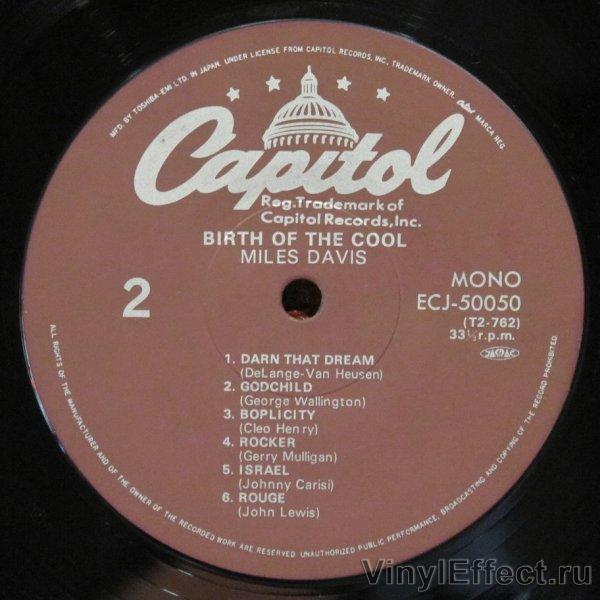 MFD. BY TOSHIBA-EMI LTD. IN JAPAN. UNDER LICENSE FROM CAPITOL RECORDS, INC., TRADEMARK OWNER. Capitol MARCA REG.
Capitol
Reg.Trademark of
Capitol Records,Inc.
BIRTH OF THE COOL
MILES DAVIS
2
MONO
ECJ-50050
(T2-762)
33⅓r.p.m.
JASRAC
1. DARN THAT DREAM
(DeLange-Van Heusen)
2. GODCHILD
(George Wallington)
3. BOPLICITY
(Cleo Henry)
4. ROCKER
(Gerry Mulligan)
5. ISRAEL
(Johnny Carisi)
6. ROUGE
(John Lewis)
ALL RIGHTS OF THE MANUFACTURER AND OF THE OWNER OF THE RECORDED WORK ARE RESERVED. UNAUTHORIZED PUBLIC PERFORMANCE, BROADCASTING AND COPYING OF THE RECORD PROHIBITED.
VinylEffect.ru